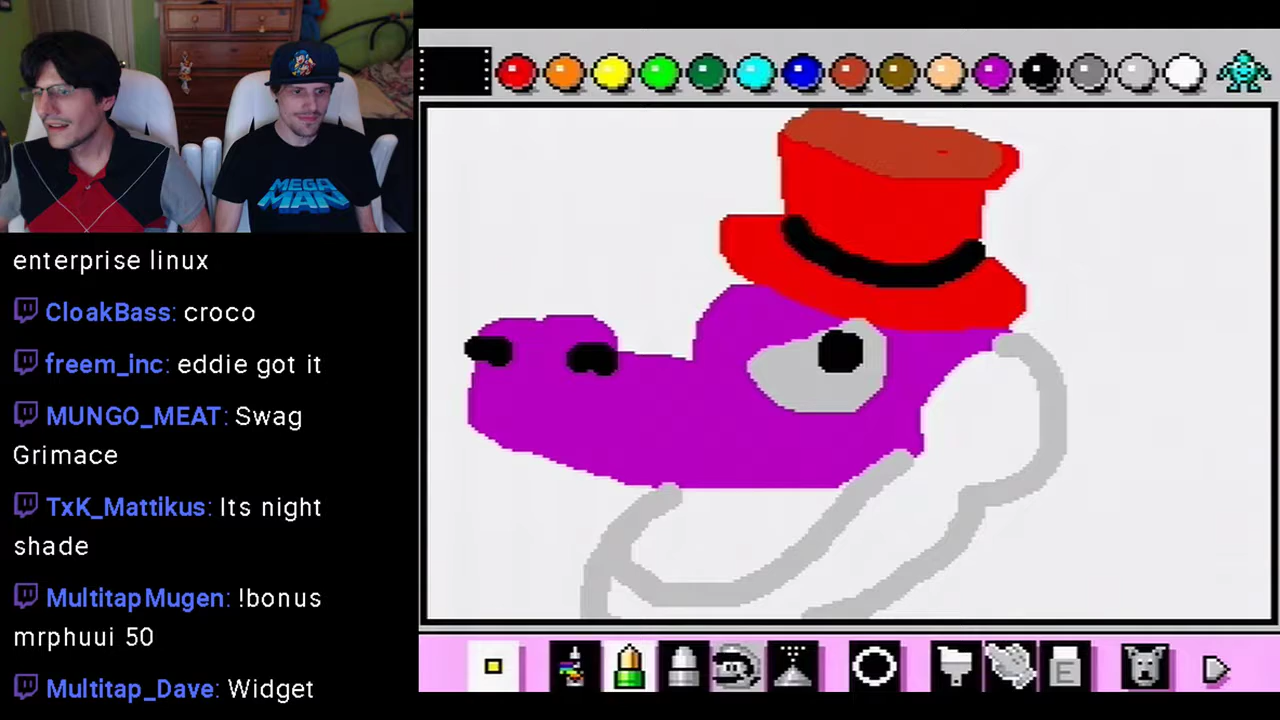 MEGA
MAN
enterprise linux
CloakBass: croco
freem_inc: eddie got it
MUNGO_MEAT: Swag
Grimace
TxK_Mattikus: Its night
shade
MultitapMugen: !bonus
mrphuui 50
Multitap_Dave: Widget
E